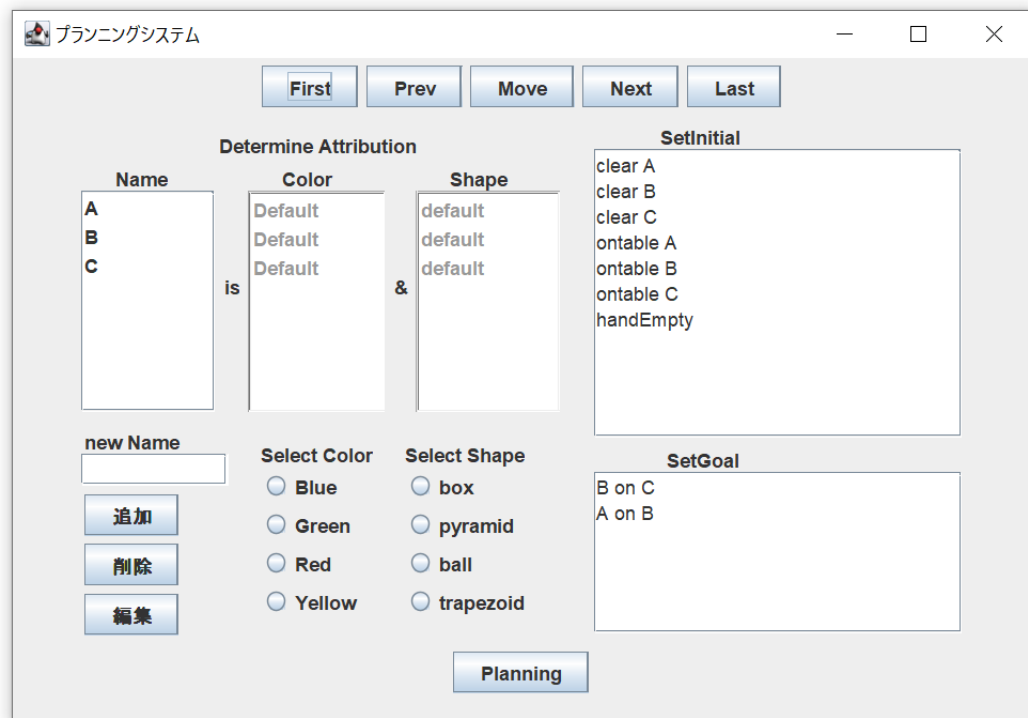 プランニングシステム
First Prev Move Next Last
Determine Attribution
Name Color Shape
A Default default
B Default default
C Default default
is &
new Name
追加
削除
編集
Select Color
Blue
Green
Red
Yellow
Select Shape
box
pyramid
ball
trapezoid
SetInitial
clear A
clear B
clear C
ontable A
ontable B
ontable C
handEmpty
SetGoal
B on C
A on B
Planning